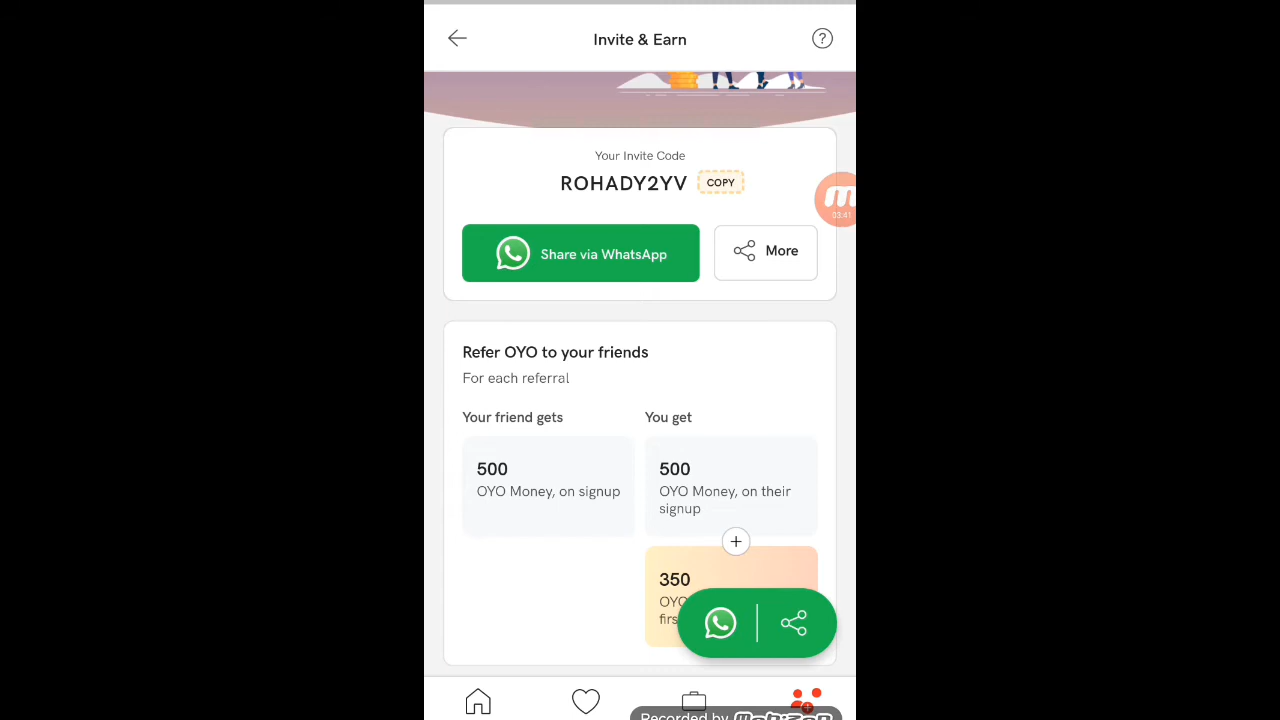 Invite & Earn
?
Your Invite Code
ROHADY2YV COPY
03:41
Share via WhatsApp
More
Refer OYO to your friends
For each referral
Your friend gets You get
500 500
OYO Money, on signup OYO Money, on their
signup
+
350
Recorded by